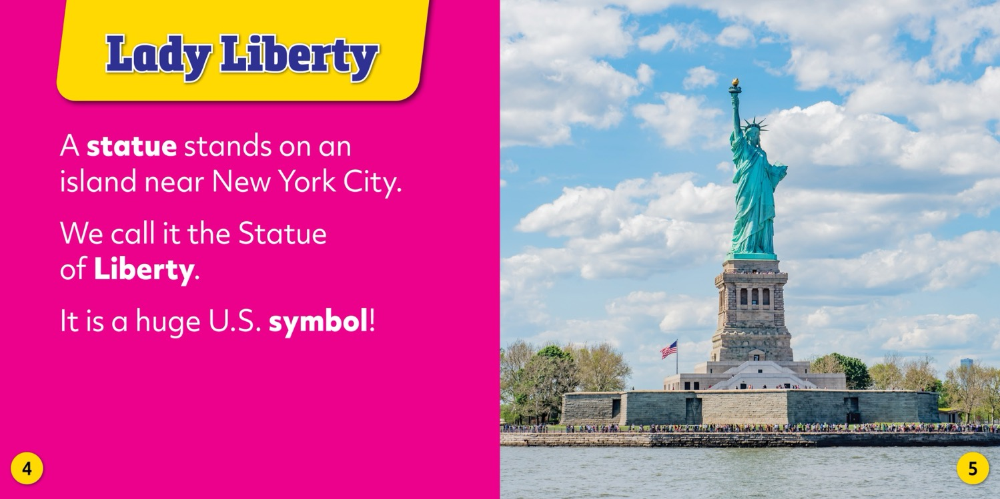 Lady Liberty
A statue stands on an
island near New York City.
We call it the Statue
of Liberty.
It is a huge U.S. symbol!
4
5